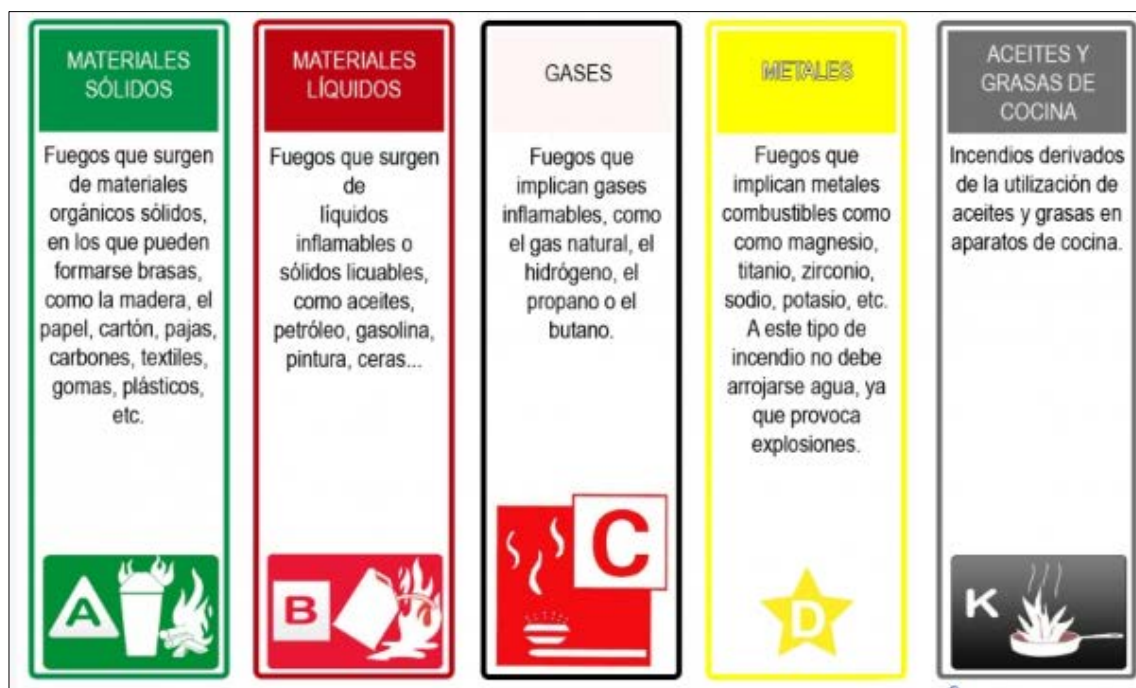 MATERIALES
SÓLIDOS
Fuegos que surgen
de materiales
orgánicos sólidos,
en los que pueden
formarse brasas,
como la madera, el
papel, cartón, pajas,
carbones, textiles,
gomas, plásticos,
etc.
A
MATERIALES
LÍQUIDOS
Fuegos que surgen
de
líquidos
inflamables o
sólidos licuables,
como aceites,
petróleo, gasolina,
pintura, ceras...
B
GASES
Fuegos que
implican gases
inflamables, como
el gas natural, el
hidrógeno, el
propano o el
butano.
C
METALES
Fuegos que
implican metales
combustibles como
como magnesio,
titanio, zirconio,
sodio, potasio, etc.
A este tipo de
incendio no debe
arrojarse agua, ya
que provoca
explosiones.
D
ACEITES Y
GRASAS DE
COCINA
Incendios derivados
de la utilización de
aceites y grasas en
aparatos de cocina.
K